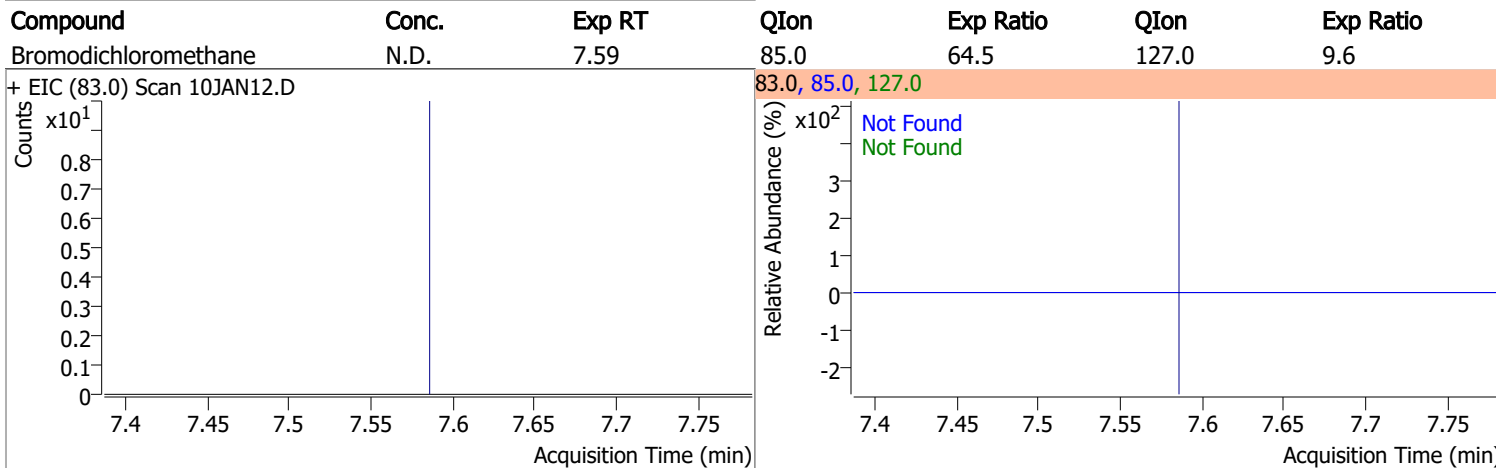 Compound Conc. Exp RT QIon Exp Ratio QIon Exp Ratio
Bromodichloromethane N.D. 7.59 85.0 64.5 127.0 9.6
+ EIC (83.0) Scan 10JAN12.D
Counts
x10¹
0.8
0.7
0.6
0.5
0.4
0.3
0.2
0.1
0
7.4 7.45 7.5 7.55 7.6 7.65 7.7 7.75
Acquisition Time (min)
83.0, 85.0, 127.0
Relative Abundance (%)
x10²
Not Found
Not Found
3
2
1
0
-1
-2
7.4 7.45 7.5 7.55 7.6 7.65 7.7 7.75
Acquisition Time (min)